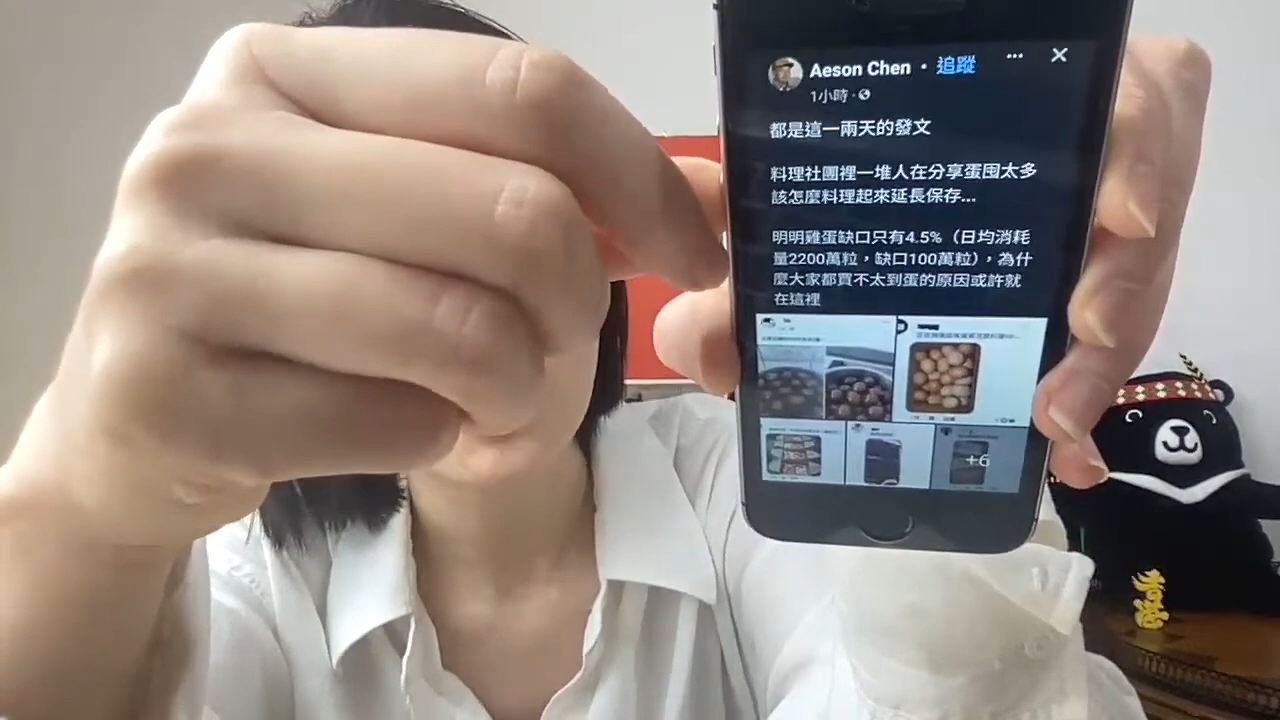 Aeson Chen · 追蹤
1小時
都是這一兩天的發文
料理社團裡一堆人在分享蛋囤太多
該怎麼料理起來延長保存...
明明雞蛋缺口只有4.5%（日均消耗
量2200萬粒，缺口100萬粒），為什
麼大家都買不太到蛋的原因或許就
在這裡
+6
香港